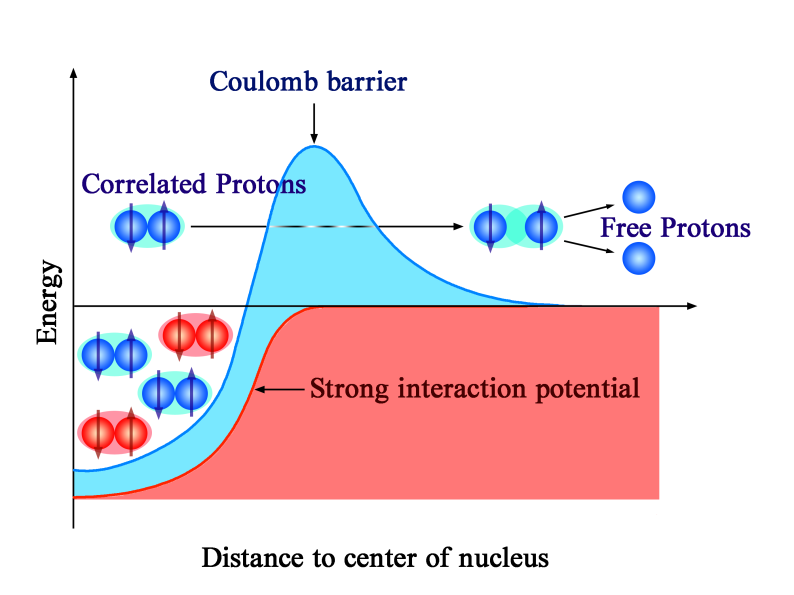 Coulomb barrier
Correlated Protons
Free Protons
Energy
Strong interaction potential
Distance to center of nucleus